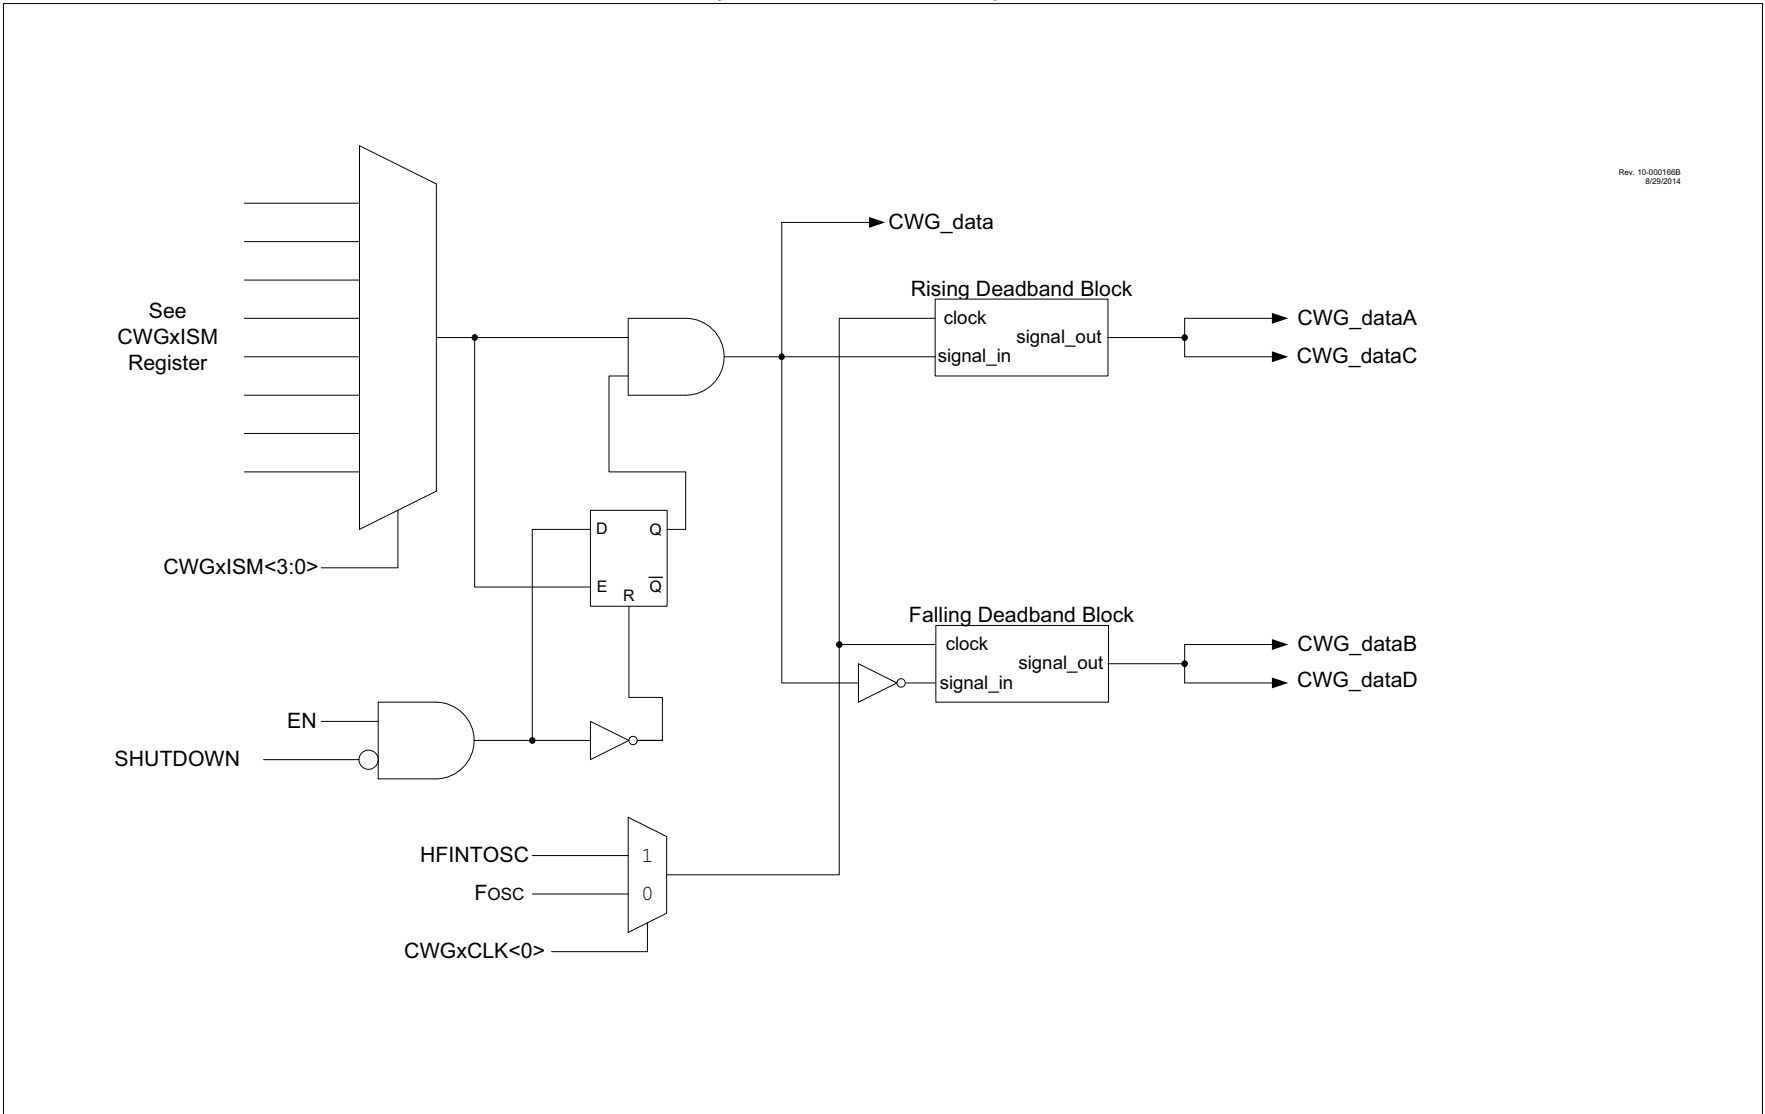 Rev. 10-000166B
8/29/2014
CWG_data
See
CWGxISM
Register
Rising Deadband Block
clock
signal_out
signal_in
CWG_dataA
CWG_dataC
D
Q
E
Q
R
CWGxISM<3:0>
Falling Deadband Block
clock
signal_out
signal_in
CWG_dataB
CWG_dataD
EN
SHUTDOWN
HFINTOSC
1
FOSC
0
CWGxCLK<0>